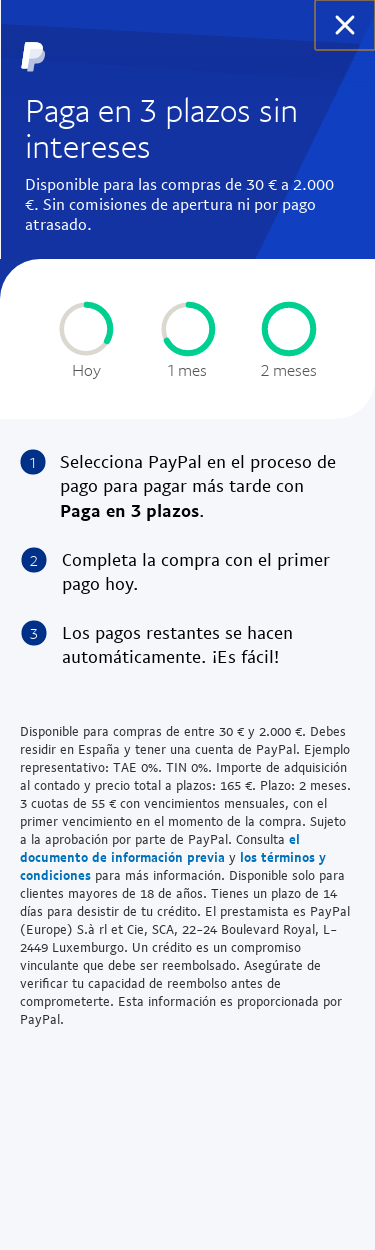 Paga en 3 plazos sin
intereses
Disponible para las compras de 30 € a 2.000
€. Sin comisiones de apertura ni por pago
atrasado.
Hoy
1 mes
2 meses
1
Selecciona PayPal en el proceso de
pago para pagar más tarde con
Paga en 3 plazos.
2
Completa la compra con el primer
pago hoy.
3
Los pagos restantes se hacen
automáticamente. ¡Es fácil!
Disponible para compras de entre 30 € y 2.000 €. Debes
residir en España y tener una cuenta de PayPal. Ejemplo
representativo: TAE 0%. TIN 0%. Importe de adquisición
al contado y precio total a plazos: 165 €. Plazo: 2 meses.
3 cuotas de 55 € con vencimientos mensuales, con el
primer vencimiento en el momento de la compra. Sujeto
a la aprobación por parte de PayPal. Consulta el
documento de información previa y los términos y
condiciones para más información. Disponible solo para
clientes mayores de 18 de años. Tienes un plazo de 14
días para desistir de tu crédito. El prestamista es PayPal
(Europe) S.à rl et Cie, SCA, 22-24 Boulevard Royal, L-
2449 Luxemburgo. Un crédito es un compromiso
vinculante que debe ser reembolsado. Asegúrate de
verificar tu capacidad de reembolso antes de
comprometerte. Esta información es proporcionada por
PayPal.